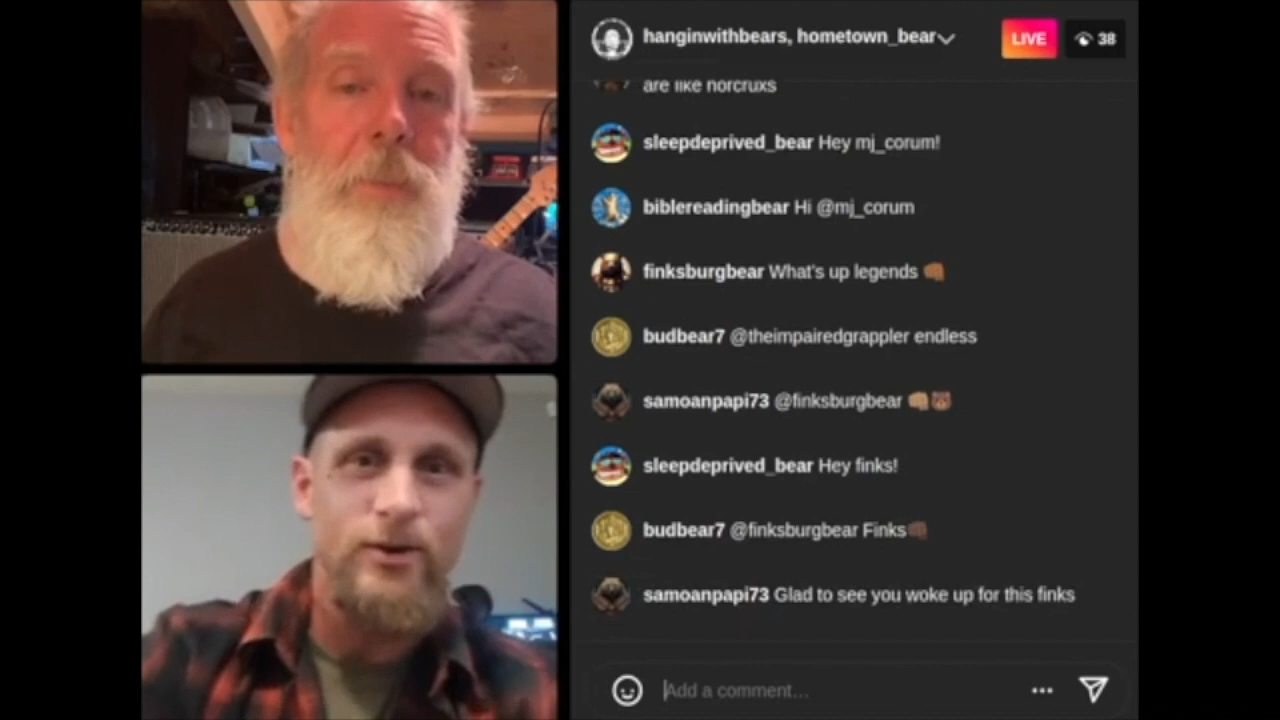 hanginwithbears, hometown_bear
LIVE
38
are like horcruxs
sleepdeprived_bear Hey mj_corum!
biblereadingbear Hi @mj_corum
finksburgbear What's up legends 👊🏾
budbear7 @theimpairedgrappler endless
samoanpapi73 @finksburgbear 👊🏼🐻
sleepdeprived_bear Hey finks!
budbear7 @finksburgbear Finks👊🏿
samoanpapi73 Glad to see you woke up for this finks
Add a comment…